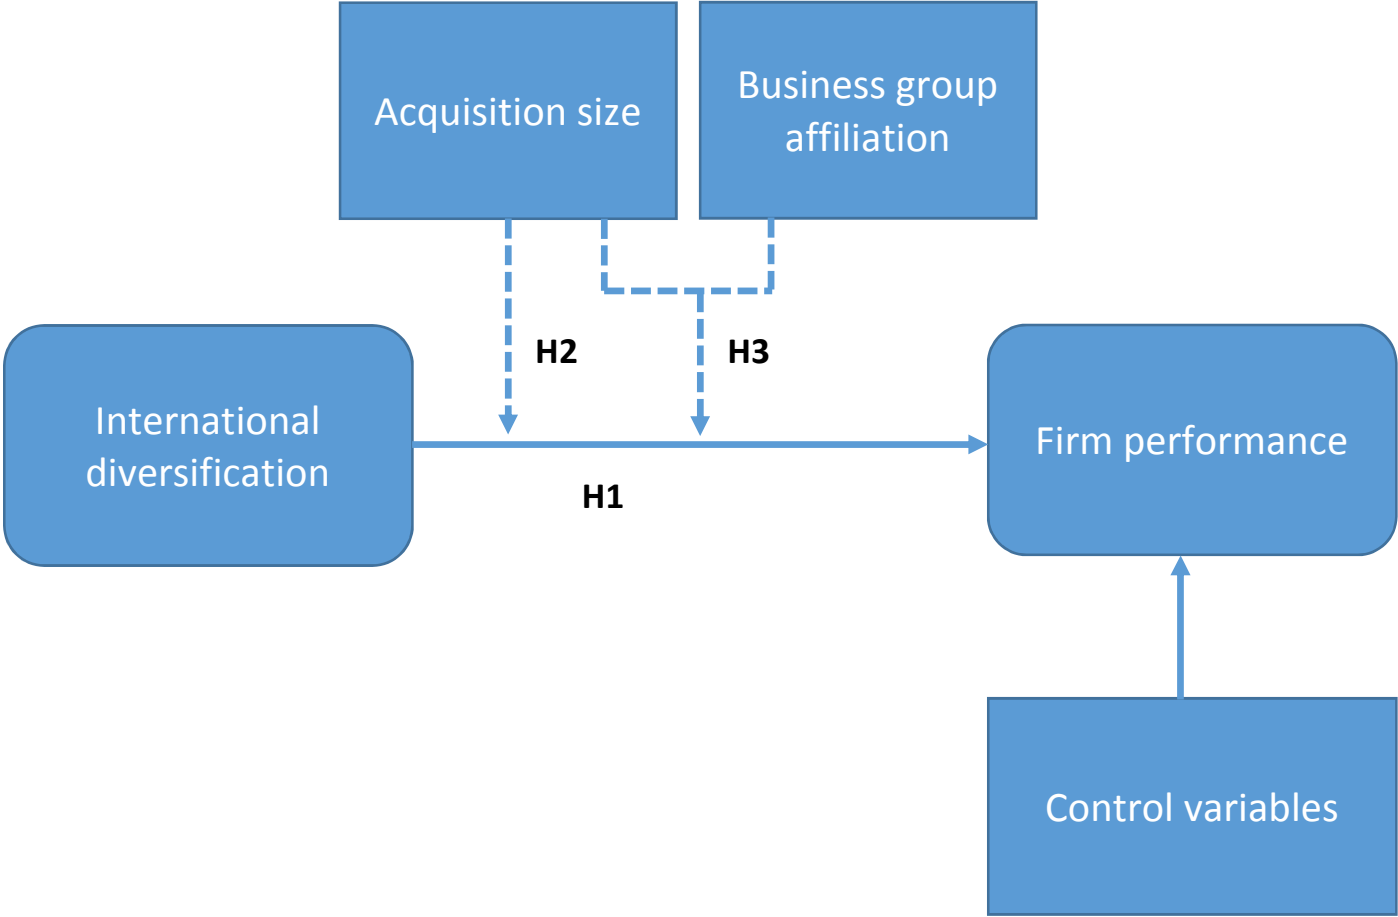 Acquisition size
Business group
affiliation
H2
H3
International
diversification
Firm performance
H1
Control variables